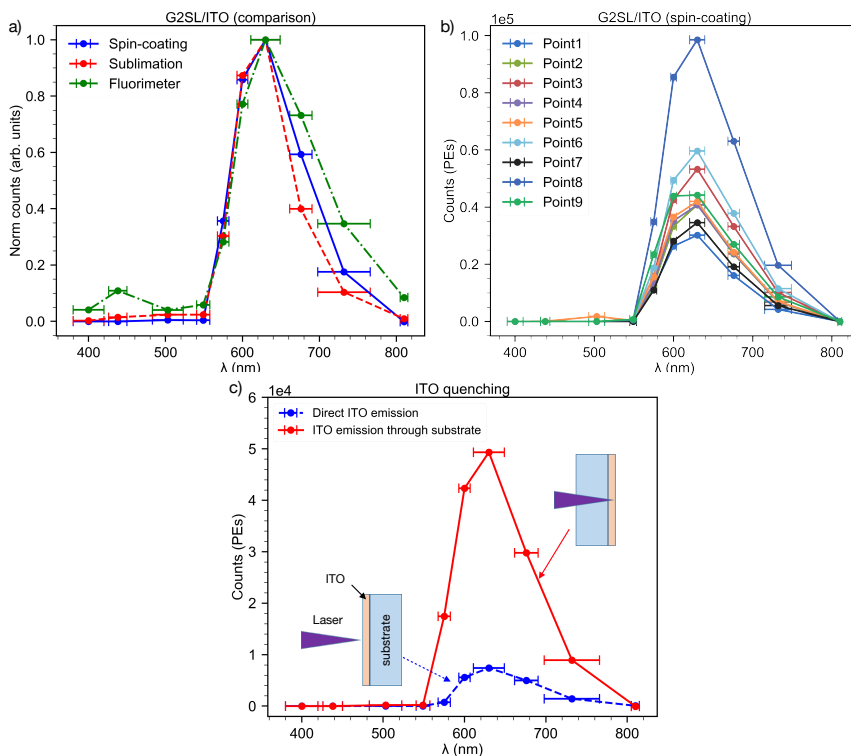 a)
G2SL/ITO (comparison)
Norm counts (arb. units)
1.0
0.8
0.6
0.4
0.2
0.0
Spin-coating
Sublimation
Fluorimeter
400
500
600
700
800
λ (nm)
b)
G2SL/ITO (spin-coating)
1e5
Counts (PEs)
1.0
0.8
0.6
0.4
0.2
0.0
Point1
Point2
Point3
Point4
Point5
Point6
Point7
Point8
Point9
400
500
600
700
800
λ (nm)
c)
ITO quenching
1e4
Counts (PEs)
6
5
4
3
2
1
0
Direct ITO emission
ITO emission through substrate
ITO
Laser
substrate
400
500
600
700
800
λ (nm)